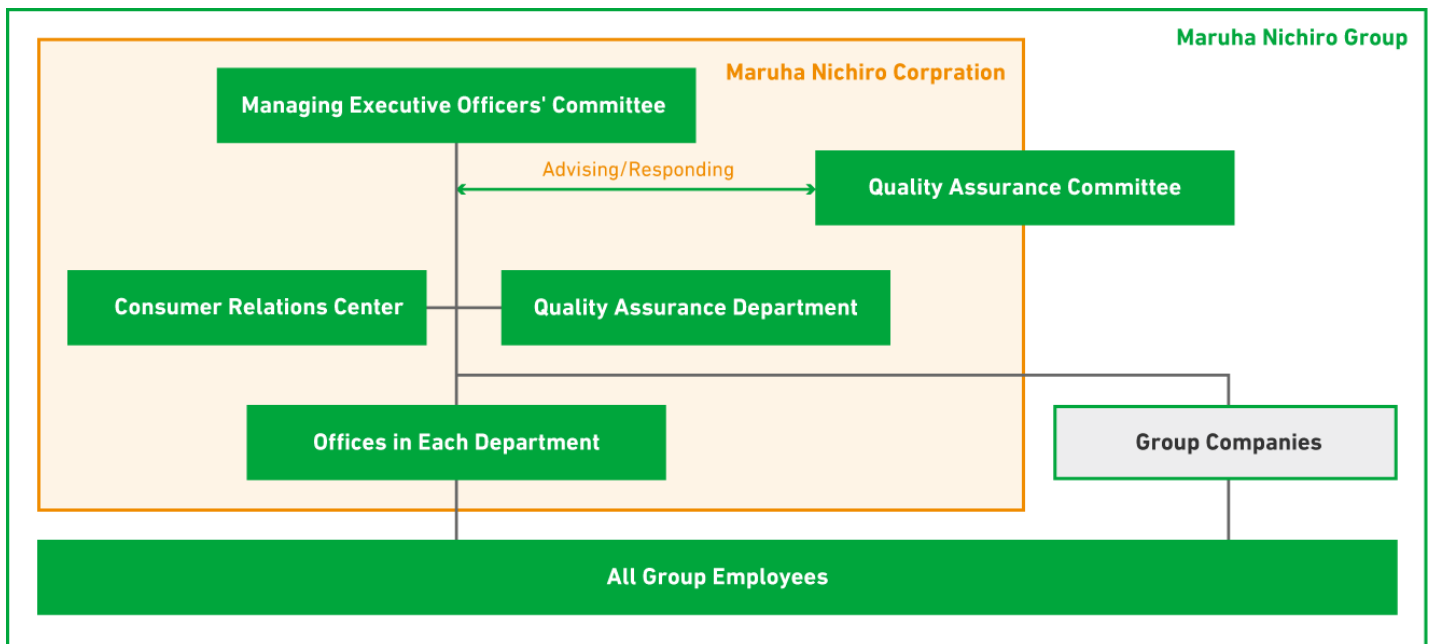 Maruha Nichiro Group
Maruha Nichiro Corpration
Managing Executive Officers' Committee
Advising/Responding
Quality Assurance Committee
Consumer Relations Center
Quality Assurance Department
Offices in Each Department
Group Companies
All Group Employees